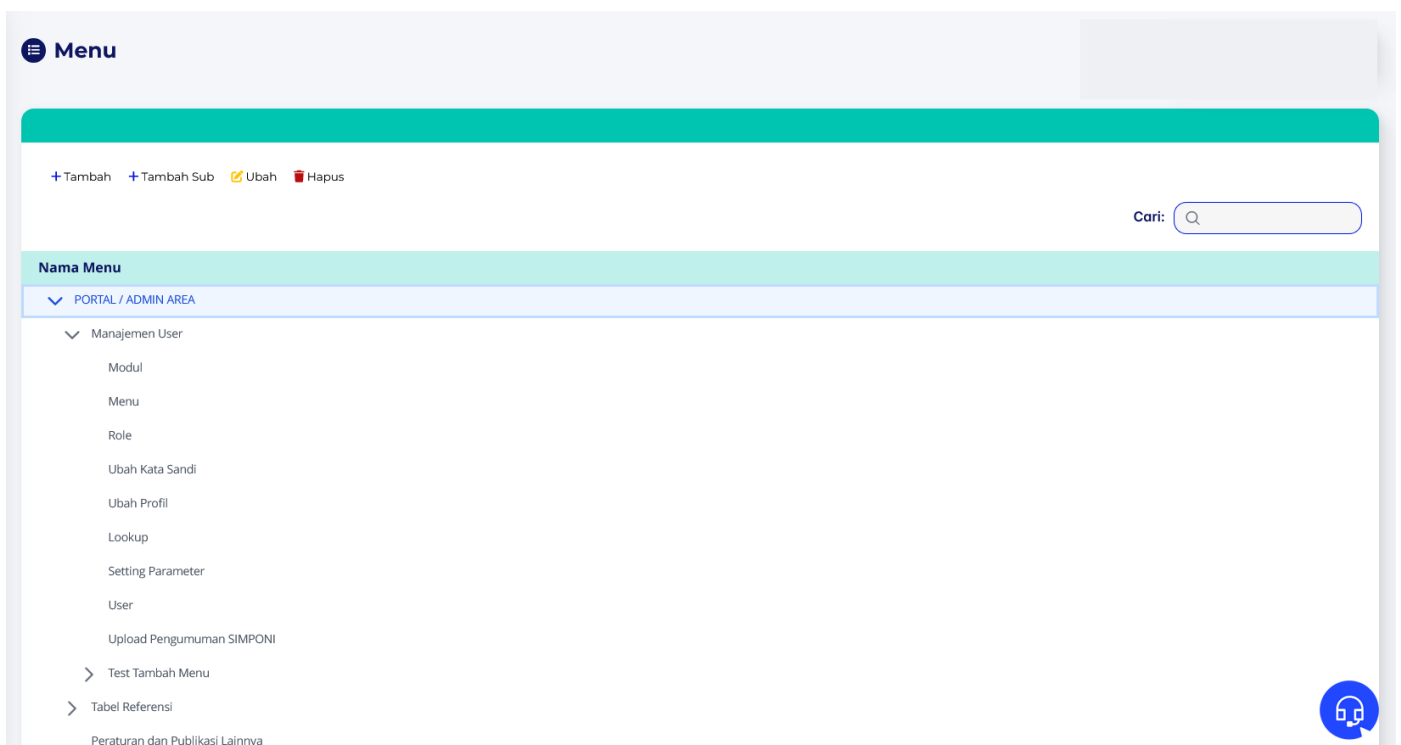 Menu
Tambah Tambah Sub Ubah Hapus
Cari:
Nama Menu
PORTAL / ADMIN AREA
Manajemen User
Modul
Menu
Role
Ubah Kata Sandi
Ubah Profil
Lookup
Setting Parameter
User
Upload Pengumuman SIMPONI
Test Tambah Menu
Tabel Referensi
Peraturan dan Publikasi Lainnya